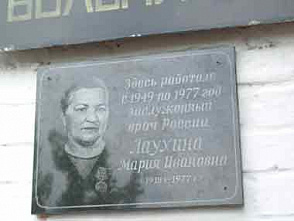 Здесь работала
с 1949 по 1977 год
заслуженный
врач России
Лаухина
Мария Ивановна